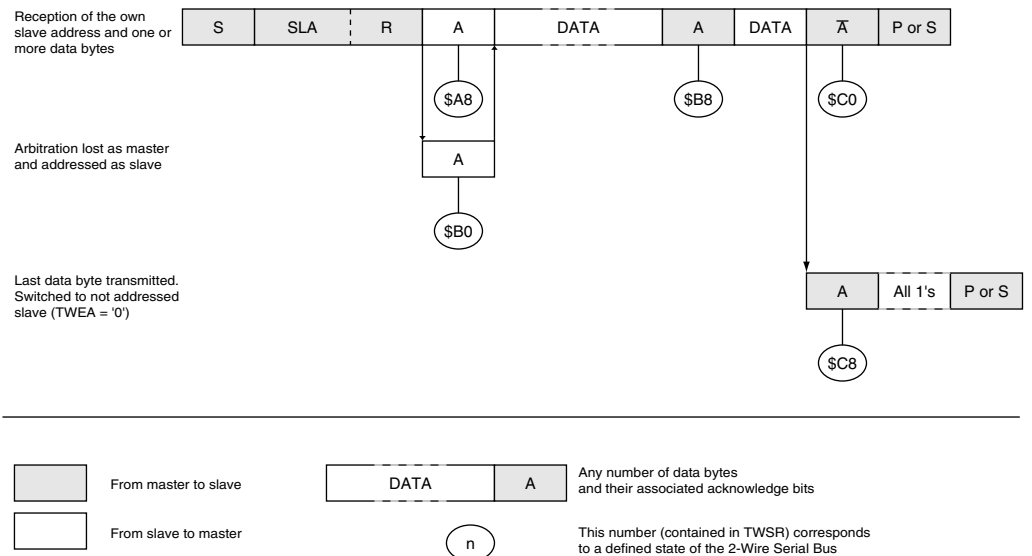 Reception of the own
slave address and one or
more data bytes
S SLA R A DATA A DATA A̅ P or S
$A8 $B8 $C0
Arbitration lost as master
and addressed as slave
A
$B0
Last data byte transmitted.
Switched to not addressed
slave (TWEA = '0')
A All 1's P or S
$C8
From master to slave
DATA A
Any number of data bytes
and their associated acknowledge bits
From slave to master
n
This number (contained in TWSR) corresponds
to a defined state of the 2-Wire Serial Bus